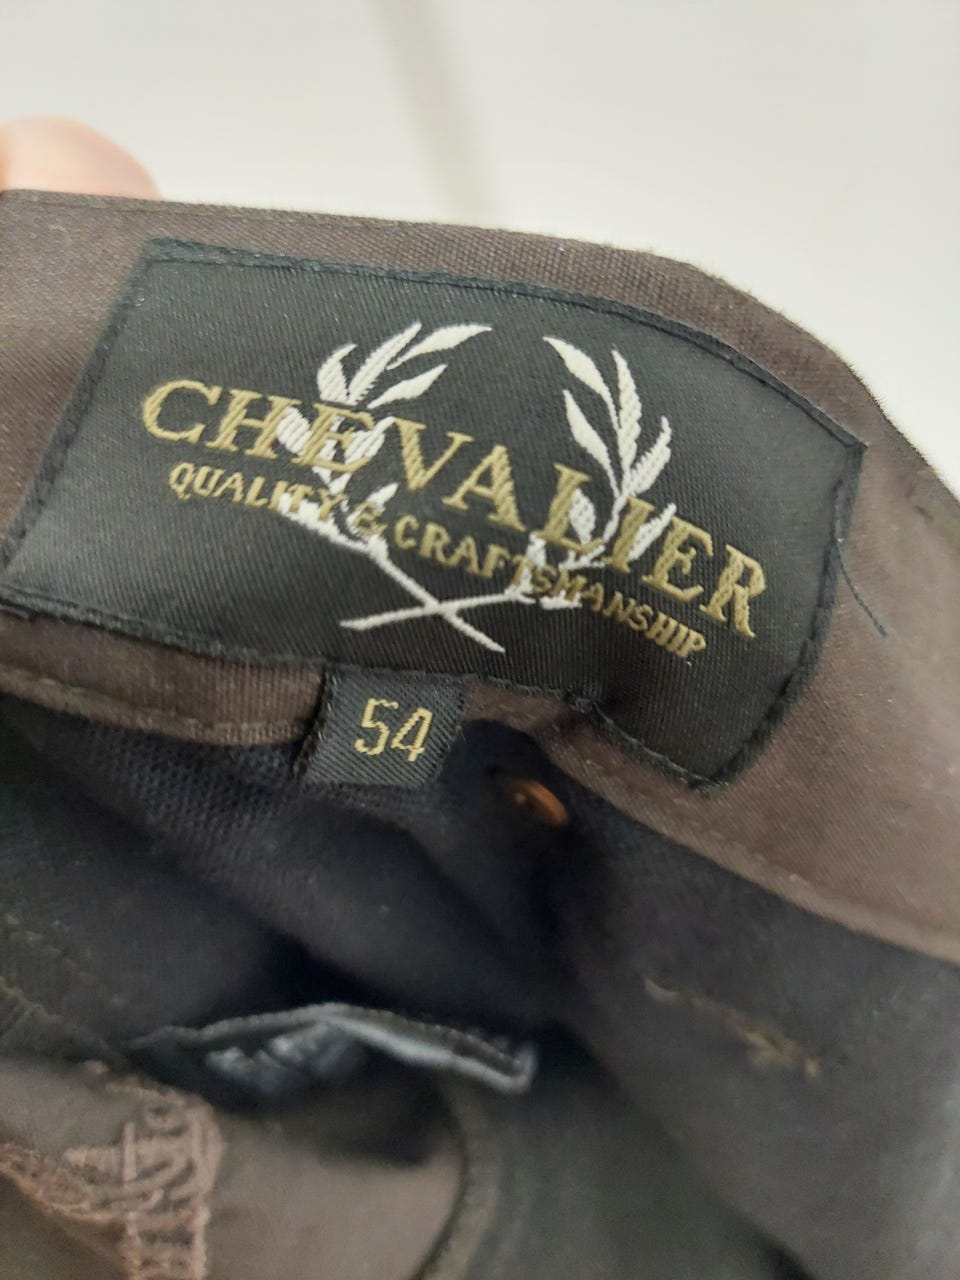 CHEVALIER
QUALITY & CRAFTSMANSHIP
54